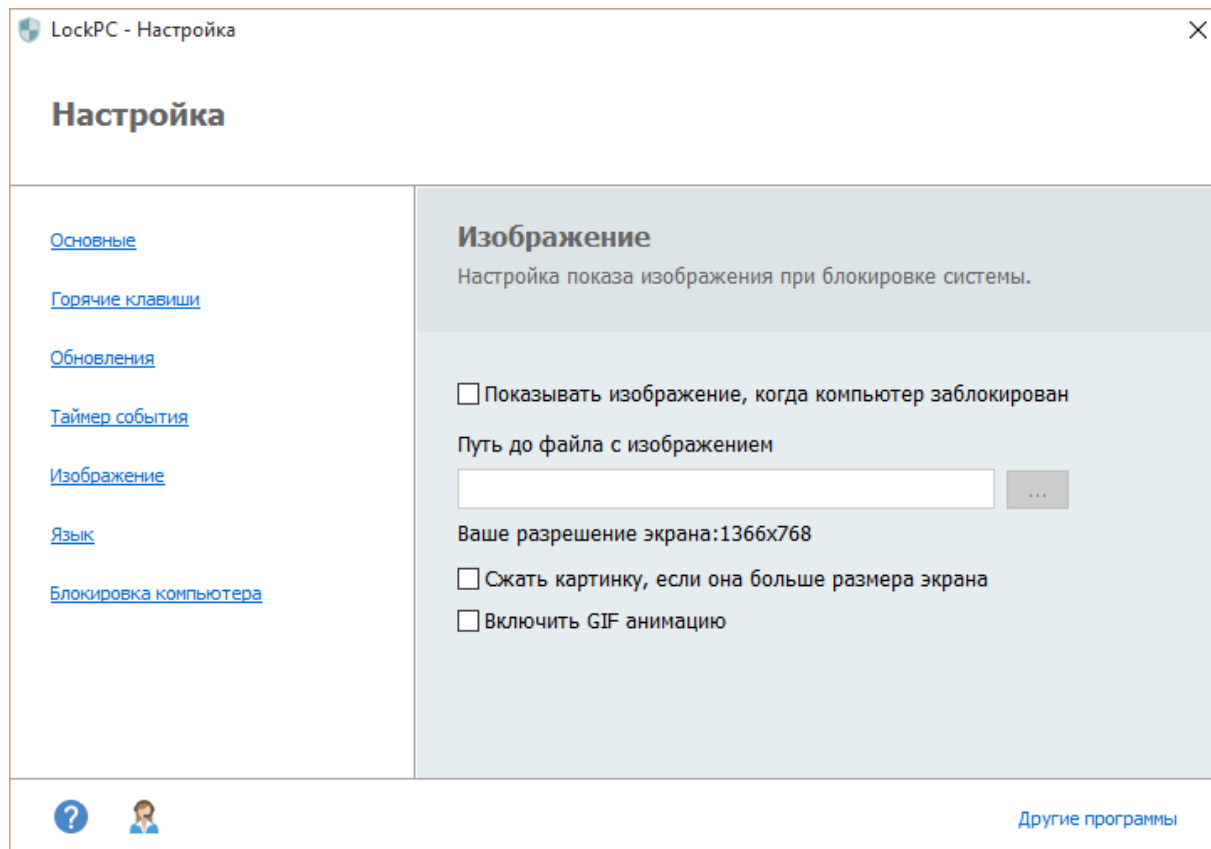 LockPC - Настройка
Настройка
Основные
Горячие клавиши
Обновления
Таймер события
Изображение
Язык
Блокировка компьютера
Изображение
Настройка показа изображения при блокировке системы.
Показывать изображение, когда компьютер заблокирован
Путь до файла с изображением
...
Ваше разрешение экрана:1366x768
Сжать картинку, если она больше размера экрана
Включить GIF анимацию
?
Другие программы